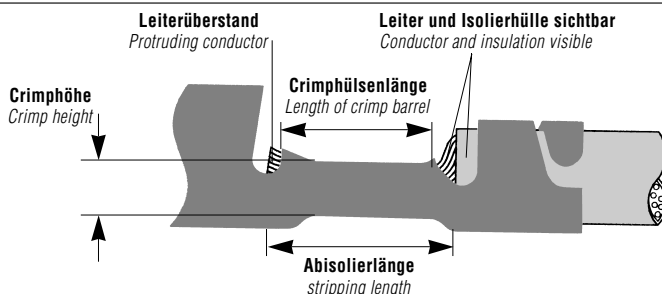 Leiterüberstand
Protruding conductor
Leiter und Isolierhülle sichtbar
Conductor and insulation visible
Crimphöhe
Crimp height
Crimphülsenlänge
Length of crimp barrel
Abisolierlänge
stripping length